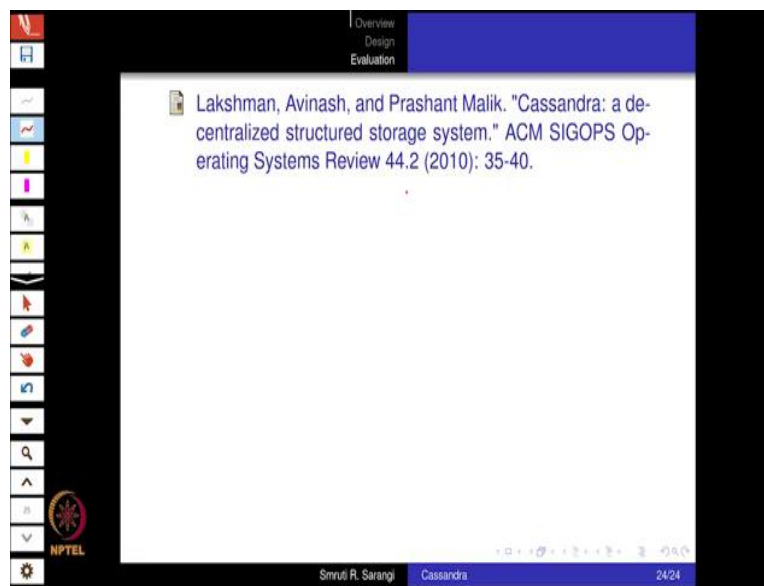 Overview
Design
Evaluation
Lakshman, Avinash, and Prashant Malik. "Cassandra: a de-
centralized structured storage system." ACM SIGOPS Op-
erating Systems Review 44.2 (2010): 35-40.
NPTEL
Smruti R. Sarangi Cassandra 24/24